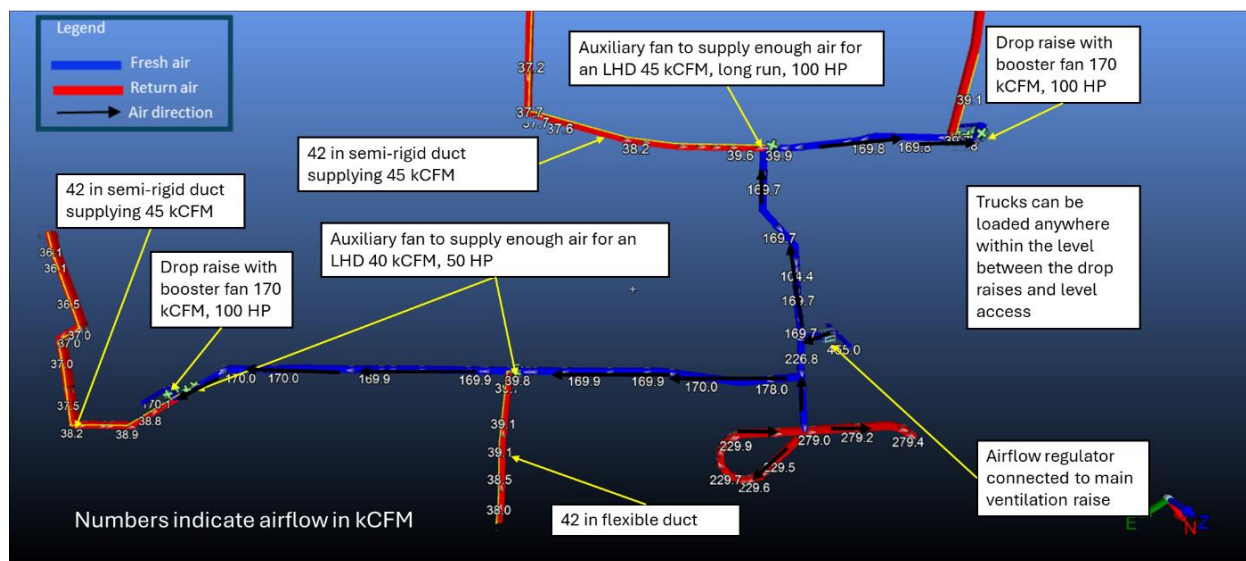 Legend
Fresh air
Return air
Air direction
Auxiliary fan to supply enough air for
an LHD 45 kCFM, long run, 100 HP
Drop raise with
booster fan 170
kCFM, 100 HP
37.2
37.7
37.6
38.2
39.6
39.9
169.8
169.8
39.1
42 in semi-rigid duct
supplying 45 kCFM
42 in semi-rigid duct
supplying 45 kCFM
169.7
169.7
104.4
169.7
169.7
455.0
226.8
Trucks can be
loaded anywhere
within the level
between the drop
raises and level
access
Drop raise with
booster fan 170
kCFM, 100 HP
Auxiliary fan to supply enough air for an
LHD 40 kCFM, 50 HP
36.1
36.1
36.5
37.0
37.0
37.0
37.5
38.2
38.9
38.8
170.1
170.0
170.0
169.9
169.9
39.8
169.9
169.9
170.0
178.0
39.1
39.1
38.5
38.0
229.9
229.7
229.6
229.5
279.0
279.2
279.4
Airflow regulator
connected to main
ventilation raise
42 in flexible duct
Numbers indicate airflow in kCFM
E
N
Z